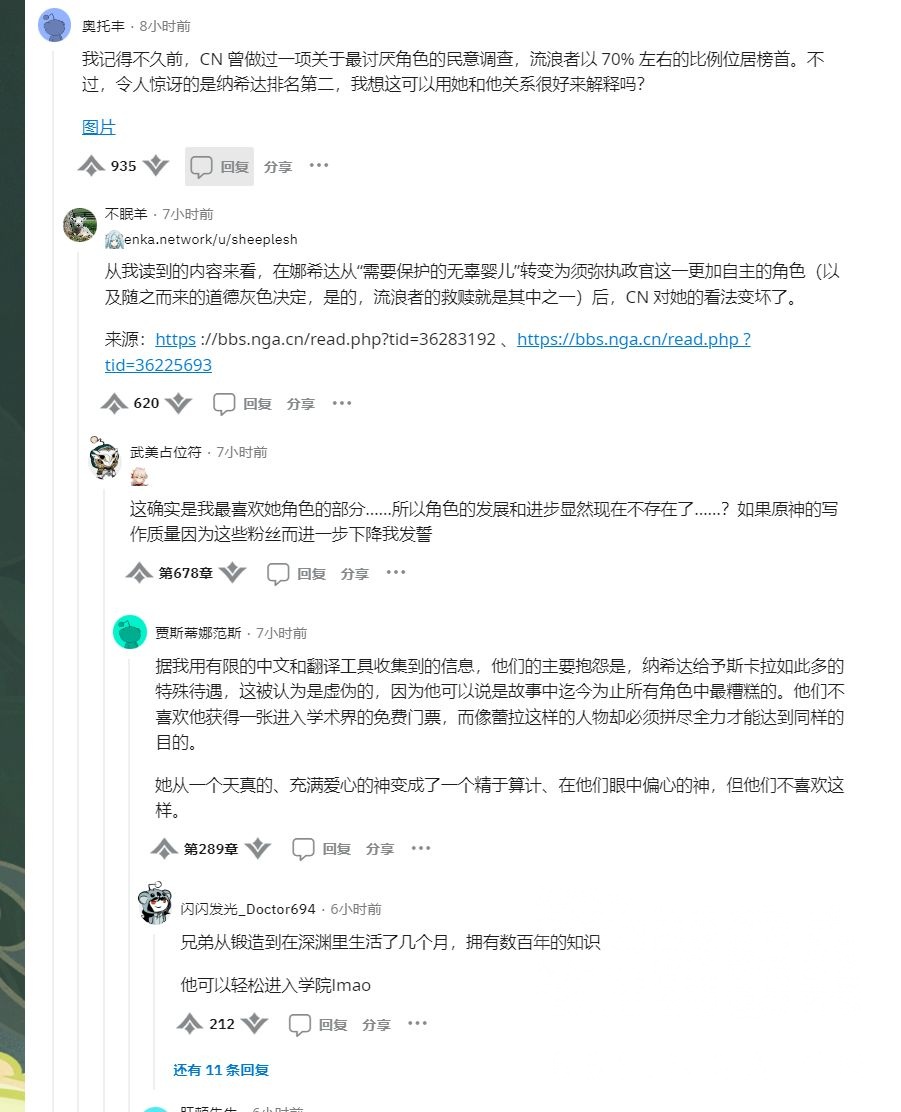 奥托丰 · 8小时前
我记得不久前，CN 曾做过一项关于最讨厌角色的民意调查，流浪者以 70% 左右的比例位居榜首。不
过，令人惊讶的是纳希达排名第二，我想这可以用她和他关系很好来解释吗？
图片
935 回复 分享 ···
不眠羊 · 7小时前
enka.network/u/sheeplesh
从我读到的内容来看，在娜希达从“需要保护的无辜婴儿”转变为须弥执政官这一更加自主的角色（以
及随之而来的道德灰色决定，是的，流浪者的救赎就是其中之一）后，CN 对她的看法变坏了。
来源：https ://bbs.nga.cn/read.php?tid=36283192 、https://bbs.nga.cn/read.php ?
tid=36225693
620 回复 分享 ···
武美占位符 · 7小时前
这确实是我最喜欢她角色的部分......所以角色的发展和进步显然现在不存在了......？如果原神的写
作质量因为这些粉丝而进一步下降我发誓
第678章 回复 分享 ···
贾斯蒂娜范斯 · 7小时前
据我用有限的中文和翻译工具收集到的信息，他们的主要抱怨是，纳希达给予斯卡拉如此多的
特殊待遇，这被认为是虚伪的，因为他可以说是故事中迄今为止所有角色中最糟糕的。他们不
喜欢他获得一张进入学术界的免费门票，而像蕾拉这样的人物却必须拼尽全力才能达到同样的
目的。
她从一个天真的、充满爱心的神变成了一个精于算计、在他们眼中偏心的神，但他们不喜欢这
样。
第289章 回复 分享 ···
闪闪发光_Doctor694 · 6小时前
兄弟从锻造到在深渊里生活了几个月，拥有数百年的知识
他可以轻松进入学院lmao
212 回复 分享 ···
还有 11 条回复
6小时前